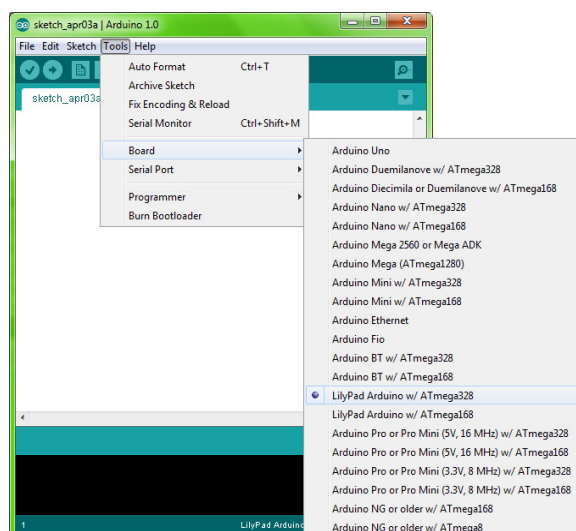 sketch_apr03a | Arduino 1.0
File Edit Sketch Tools Help
sketch_apr03a
Auto Format Ctrl+T
Archive Sketch
Fix Encoding & Reload
Serial Monitor Ctrl+Shift+M
Board
Serial Port
Programmer
Burn Bootloader
Arduino Uno
Arduino Duemilanove w/ ATmega328
Arduino Diecimila or Duemilanove w/ ATmega168
Arduino Nano w/ ATmega328
Arduino Nano w/ ATmega168
Arduino Mega 2560 or Mega ADK
Arduino Mega (ATmega1280)
Arduino Mini w/ ATmega328
Arduino Mini w/ ATmega168
Arduino Ethernet
Arduino Fio
Arduino BT w/ ATmega328
Arduino BT w/ ATmega168
LilyPad Arduino w/ ATmega328
LilyPad Arduino w/ ATmega168
Arduino Pro or Pro Mini (5V, 16 MHz) w/ ATmega328
Arduino Pro or Pro Mini (5V, 16 MHz) w/ ATmega168
Arduino Pro or Pro Mini (3.3V, 8 MHz) w/ ATmega328
Arduino Pro or Pro Mini (3.3V, 8 MHz) w/ ATmega168
Arduino NG or older w/ ATmega168
Arduino NG or older w/ ATmega8
1 LilyPad Arduino